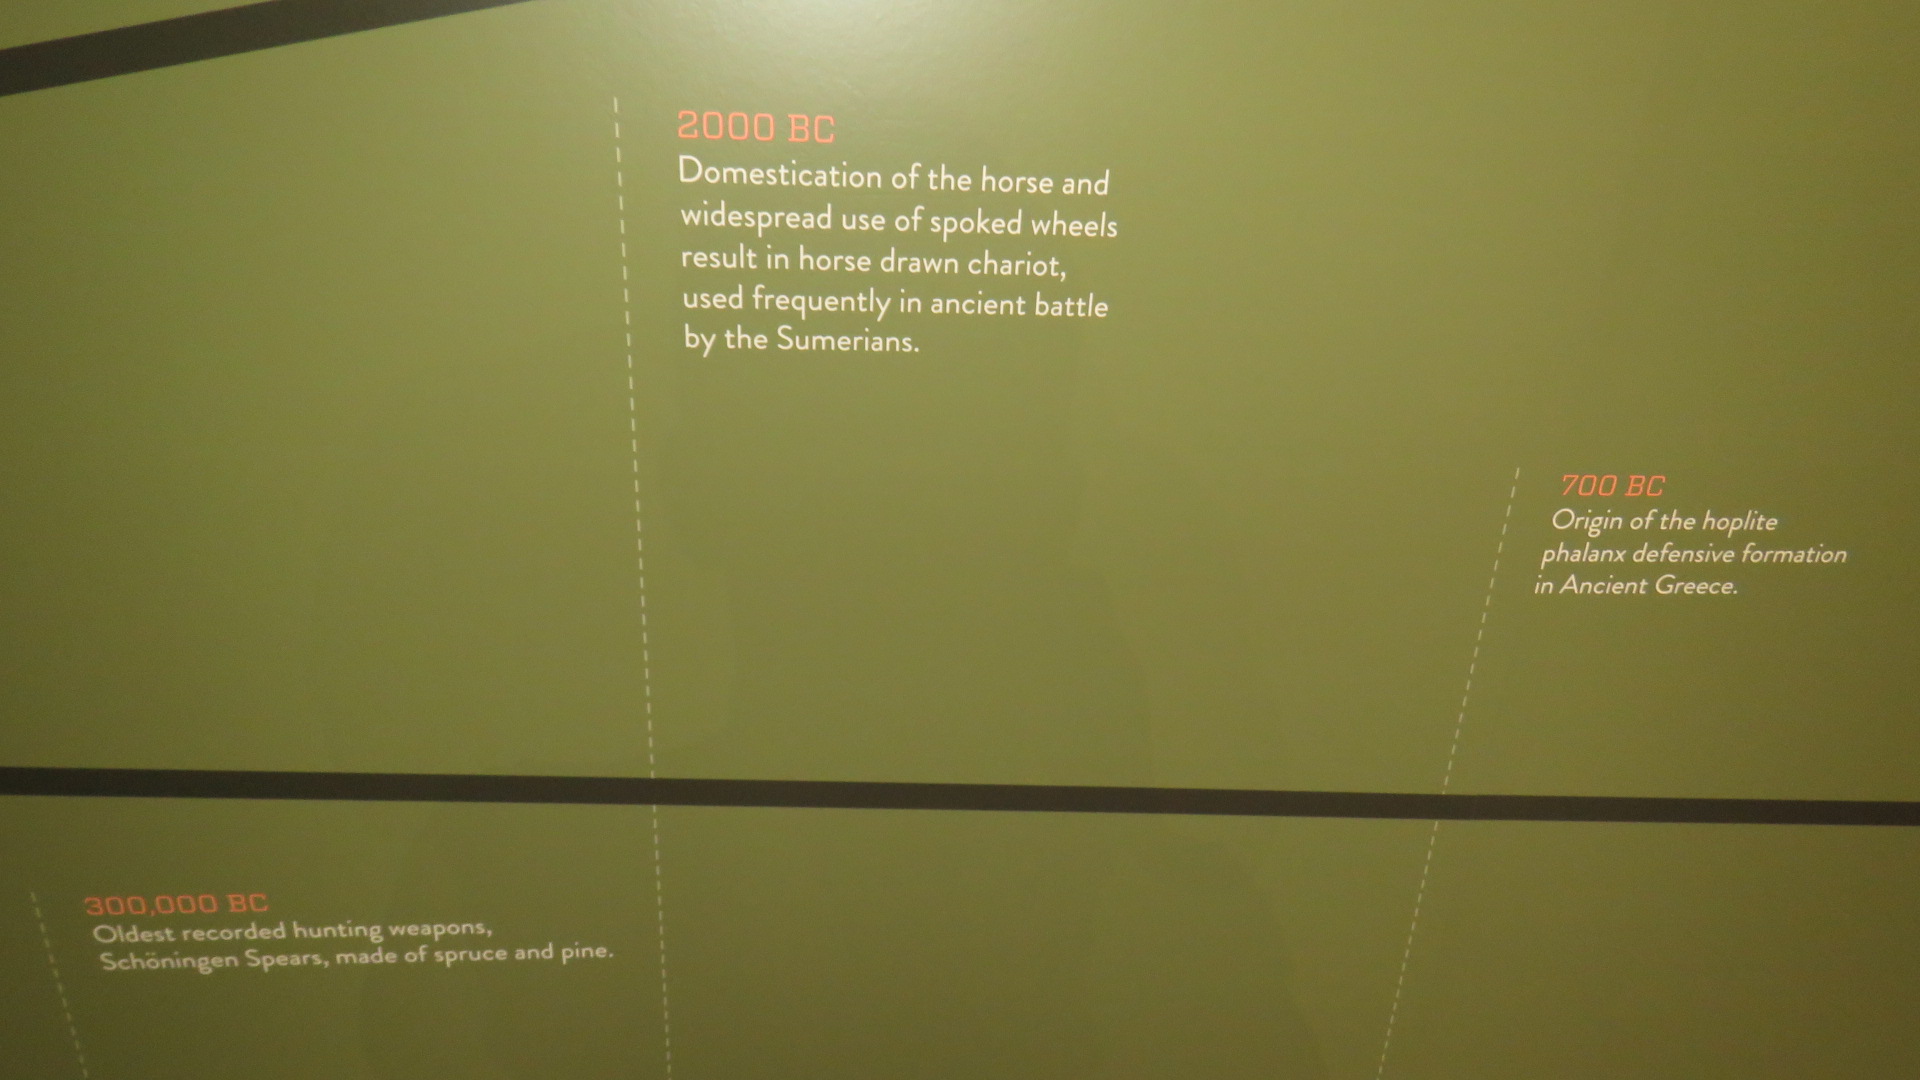 2000 BC
Domestication of the horse and
widespread use of spoked wheels
result in horse drawn chariot,
used frequently in ancient battle
by the Sumerians.
700 BC
Origin of the hoplite
phalanx defensive formation
in Ancient Greece.
300,000 BC
Oldest recorded hunting weapons,
Schöningen Spears, made of spruce and pine.